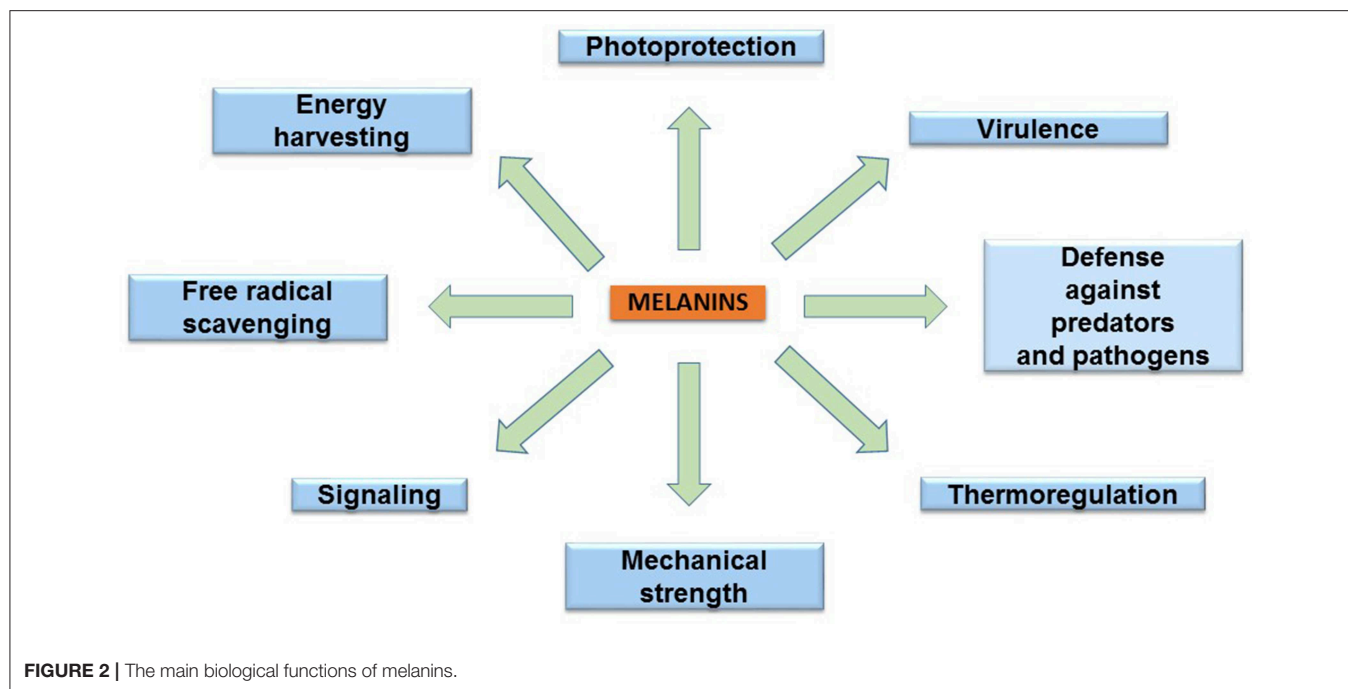 Photoprotection
Energy
harvesting
Virulence
Free radical
scavenging
MELANINS
Defense
against
predators
and pathogens
Signaling
Thermoregulation
Mechanical
strength
FIGURE 2 | The main biological functions of melanins.